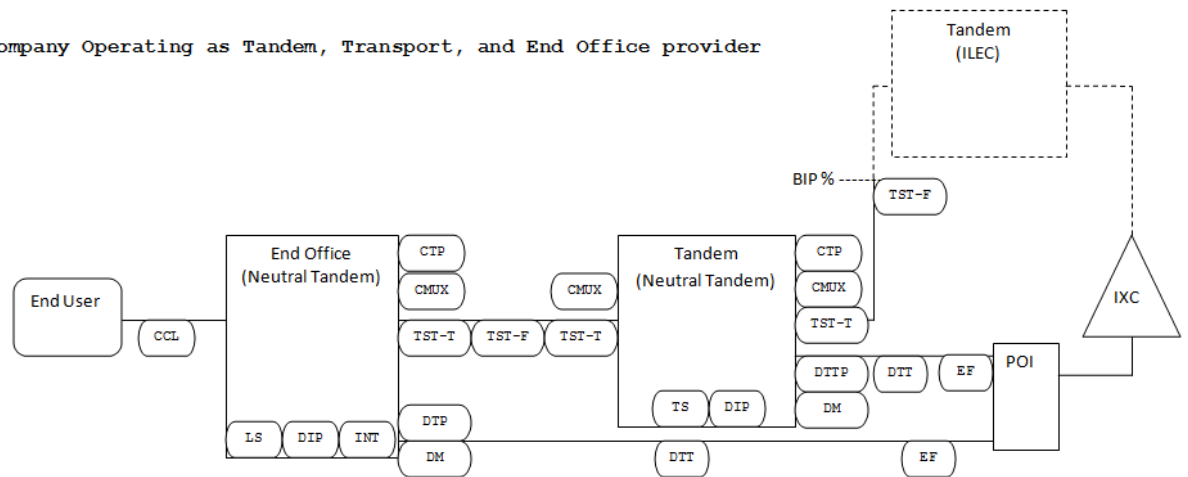 ompany Operating as Tandem, Transport, and End Office provider
Tandem
(ILEC)
BIP %
TST-F
End Office
(Neutral Tandem)
CTP
CMUX
CMUX
Tandem
(Neutral Tandem)
CTP
CMUX
TST-T
IXC
End User
CCL
TST-T
TST-F
TST-T
DTTP
DTT
EF
POI
TS
DIP
DM
LS
DIP
INT
DTP
DM
DTT
EF